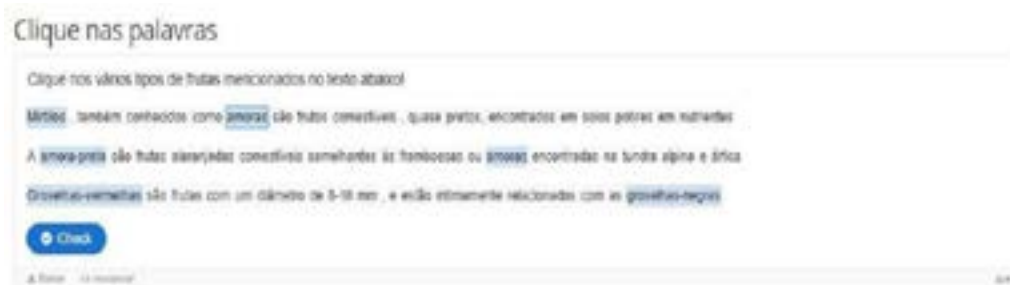 Clique nas palavras
Clique nos vários tipos de frutas mencionados no texto abaixo!
Mirtilos , também conhecidos como amoras são frutos comestíveis , quase pretos, encontrados em solos pobres em nutrientes
A amora-preta são frutas alaranjadas comestíveis semelhantes às framboesas ou amoras encontradas na tundra alpina e ártica
Groselhas-vermelhas são frutas com um diâmetro de 8-10 mm , e estão intimamente relacionadas com as groselhas-negras
Check